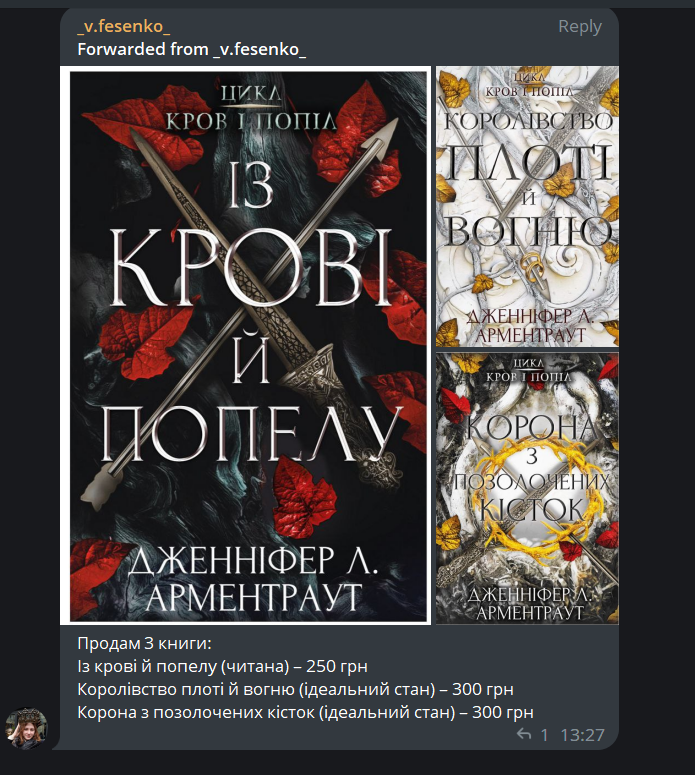 _v.fesenko_
Reply
Forwarded from _v.fesenko_
ЦИКЛ
КРОВ І ПОПІЛ
ІЗ
КРОВІ
Й
ПОПЕЛУ
ДЖЕННІФЕР Л.
АРМЕНТРАУТ
ЦИКЛ
КРОВ І ПОПІЛ
КОРОЛІВСТВО
ПЛОТІ
Й
ВОГНЮ
ДЖЕННІФЕР Л.
АРМЕНТРАУТ
ЦИКЛ
КРОВ І ПОПІЛ
КОРОНА
З
ПОЗОЛОЧЕНИХ
КІСТОК
ДЖЕННІФЕР Л.
АРМЕНТРАУТ
Продам 3 книги:
Із крові й попелу (читана) – 250 грн
Королівство плоті й вогню (ідеальний стан) – 300 грн
Корона з позолочених кісток (ідеальний стан) – 300 грн
1 13:27